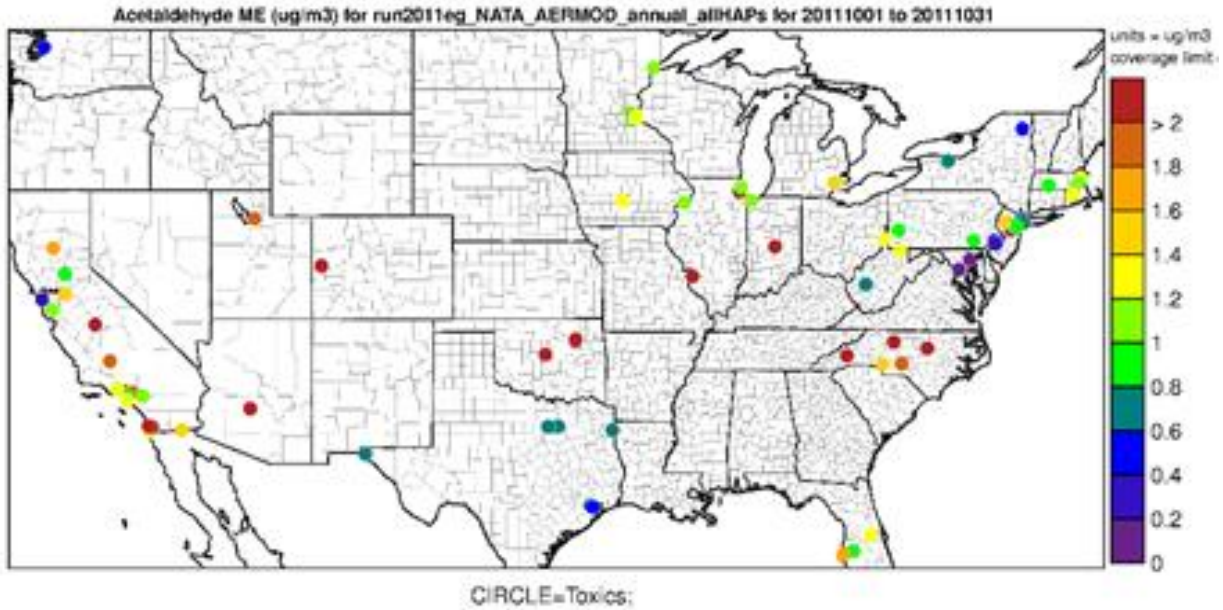 Acetaldehyde ME (ug/m3) for run2011eg_NATA_AERMOD_annual_allHAPs for 20111001 to 20111031
units = ug/m3
coverage limit
> 2
1.8
1.6
1.4
1.2
1
0.8
0.6
0.4
0.2
0
CIRCLE=Toxics;